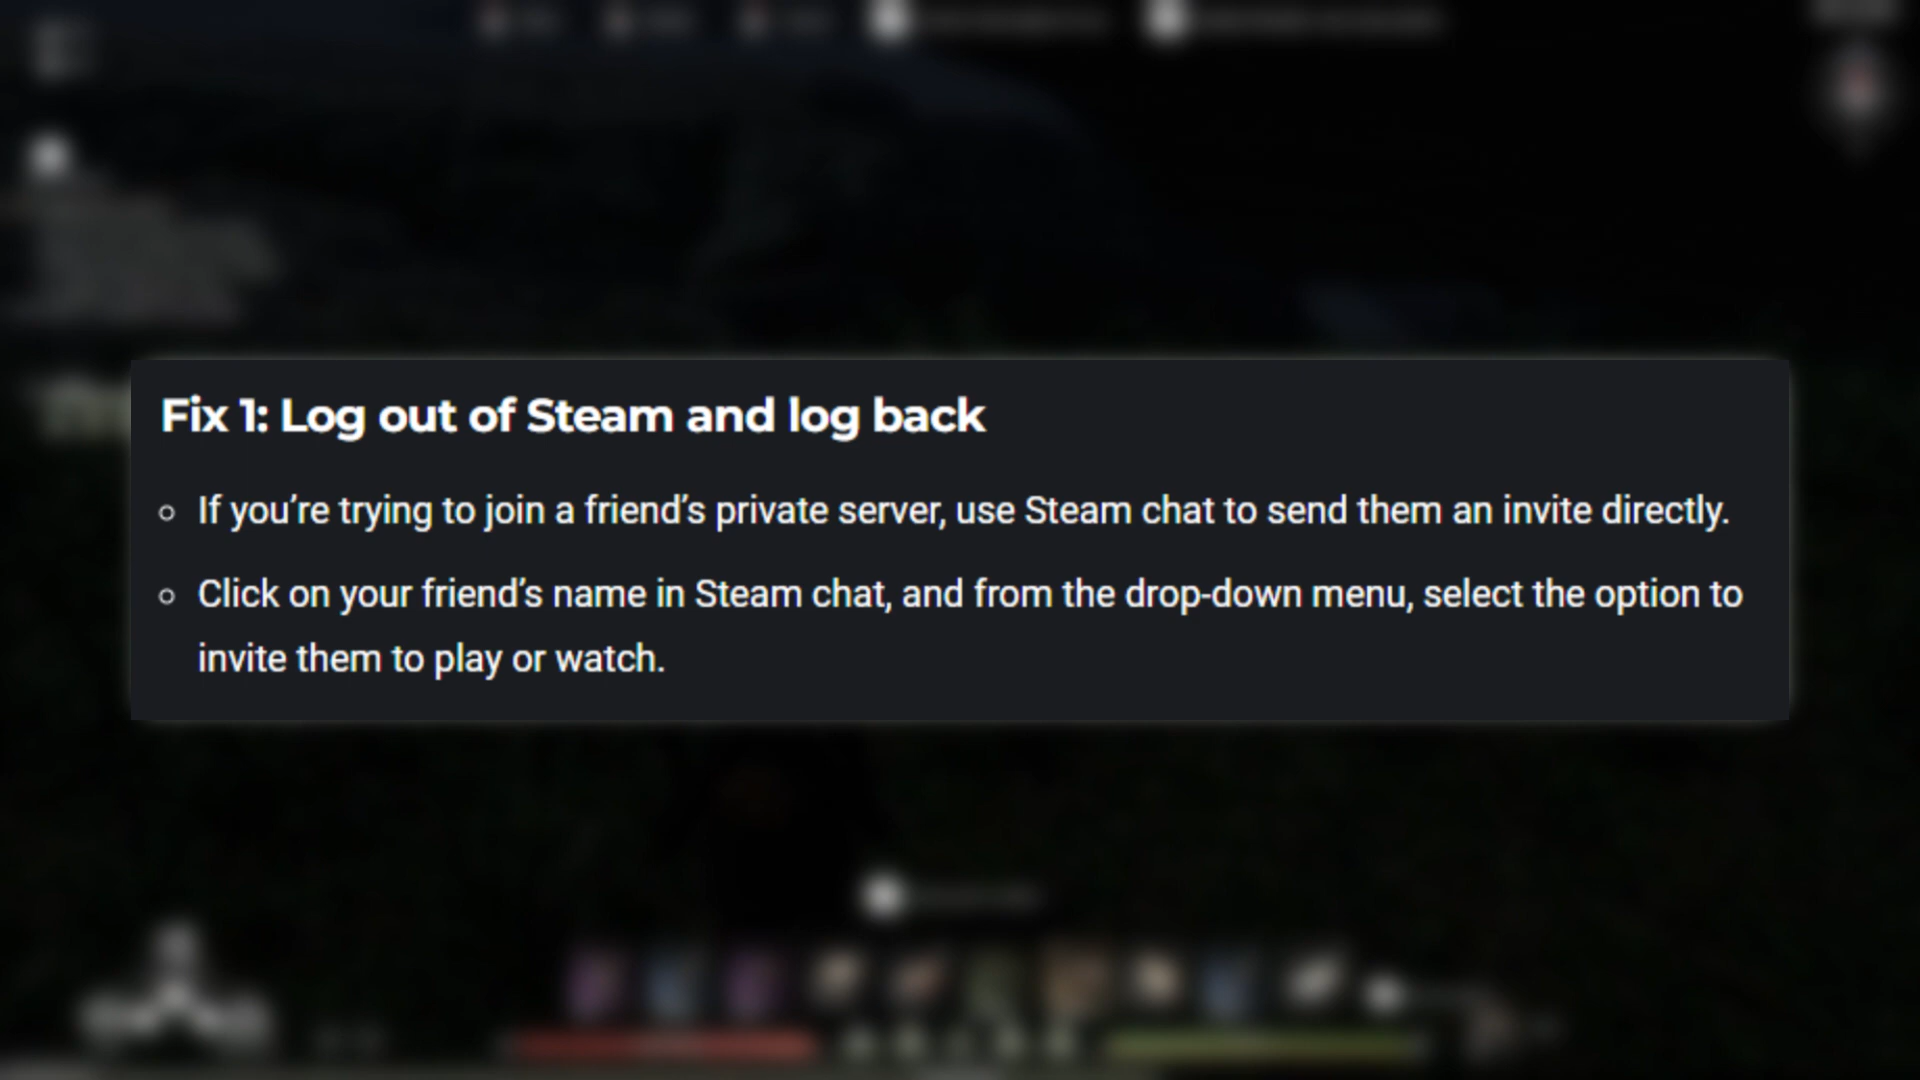 Fix 1: Log out of Steam and log back
If you’re trying to join a friend’s private server, use Steam chat to send them an invite directly.
Click on your friend’s name in Steam chat, and from the drop-down menu, select the option to
invite them to play or watch.